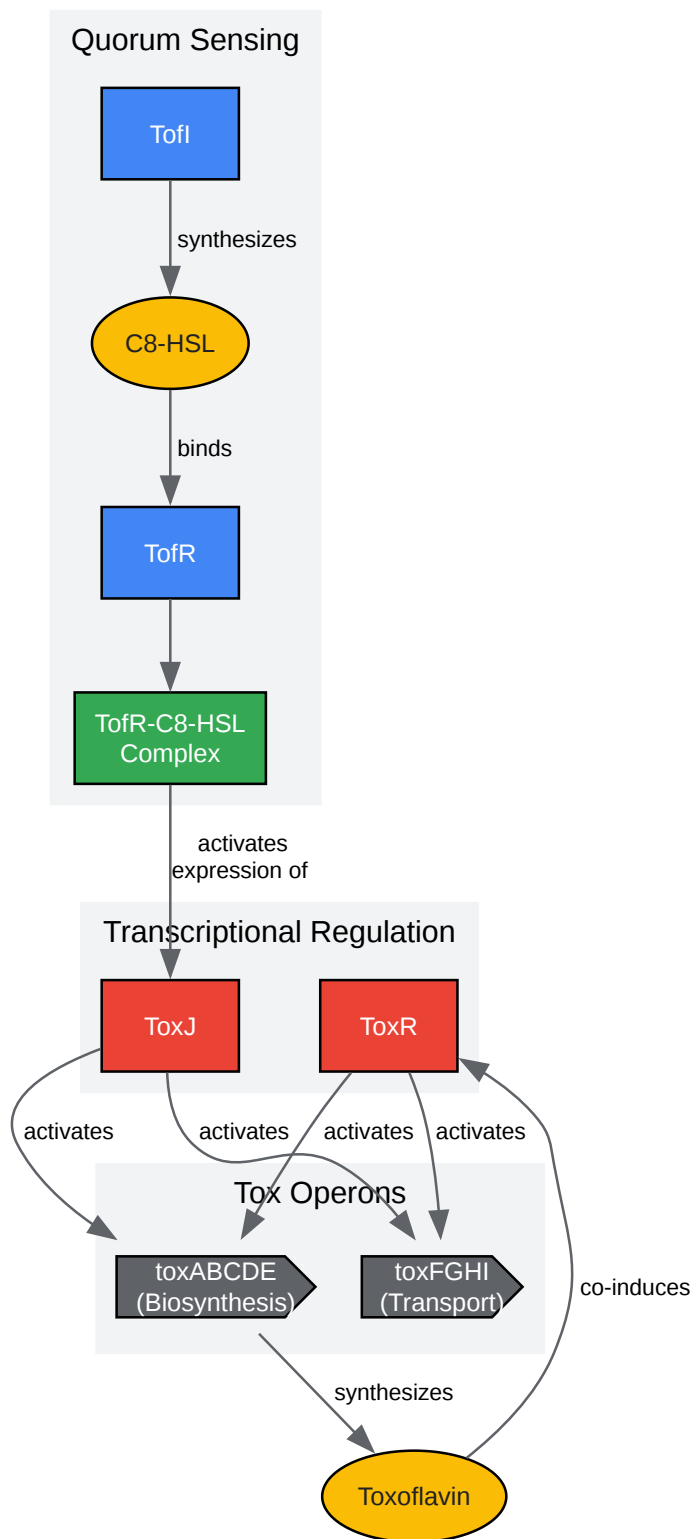 Quorum Sensing
TofI
synthesizes
C8-HSL
binds
TofR
TofR-C8-HSL
Complex
activates
expression of
Transcriptional Regulation
ToxJ
ToxR
activates
activates
activates
activates
Tox Operons
toxABCDE
(Biosynthesis)
toxFGHI
(Transport)
co-induces
synthesizes
Toxoflavin